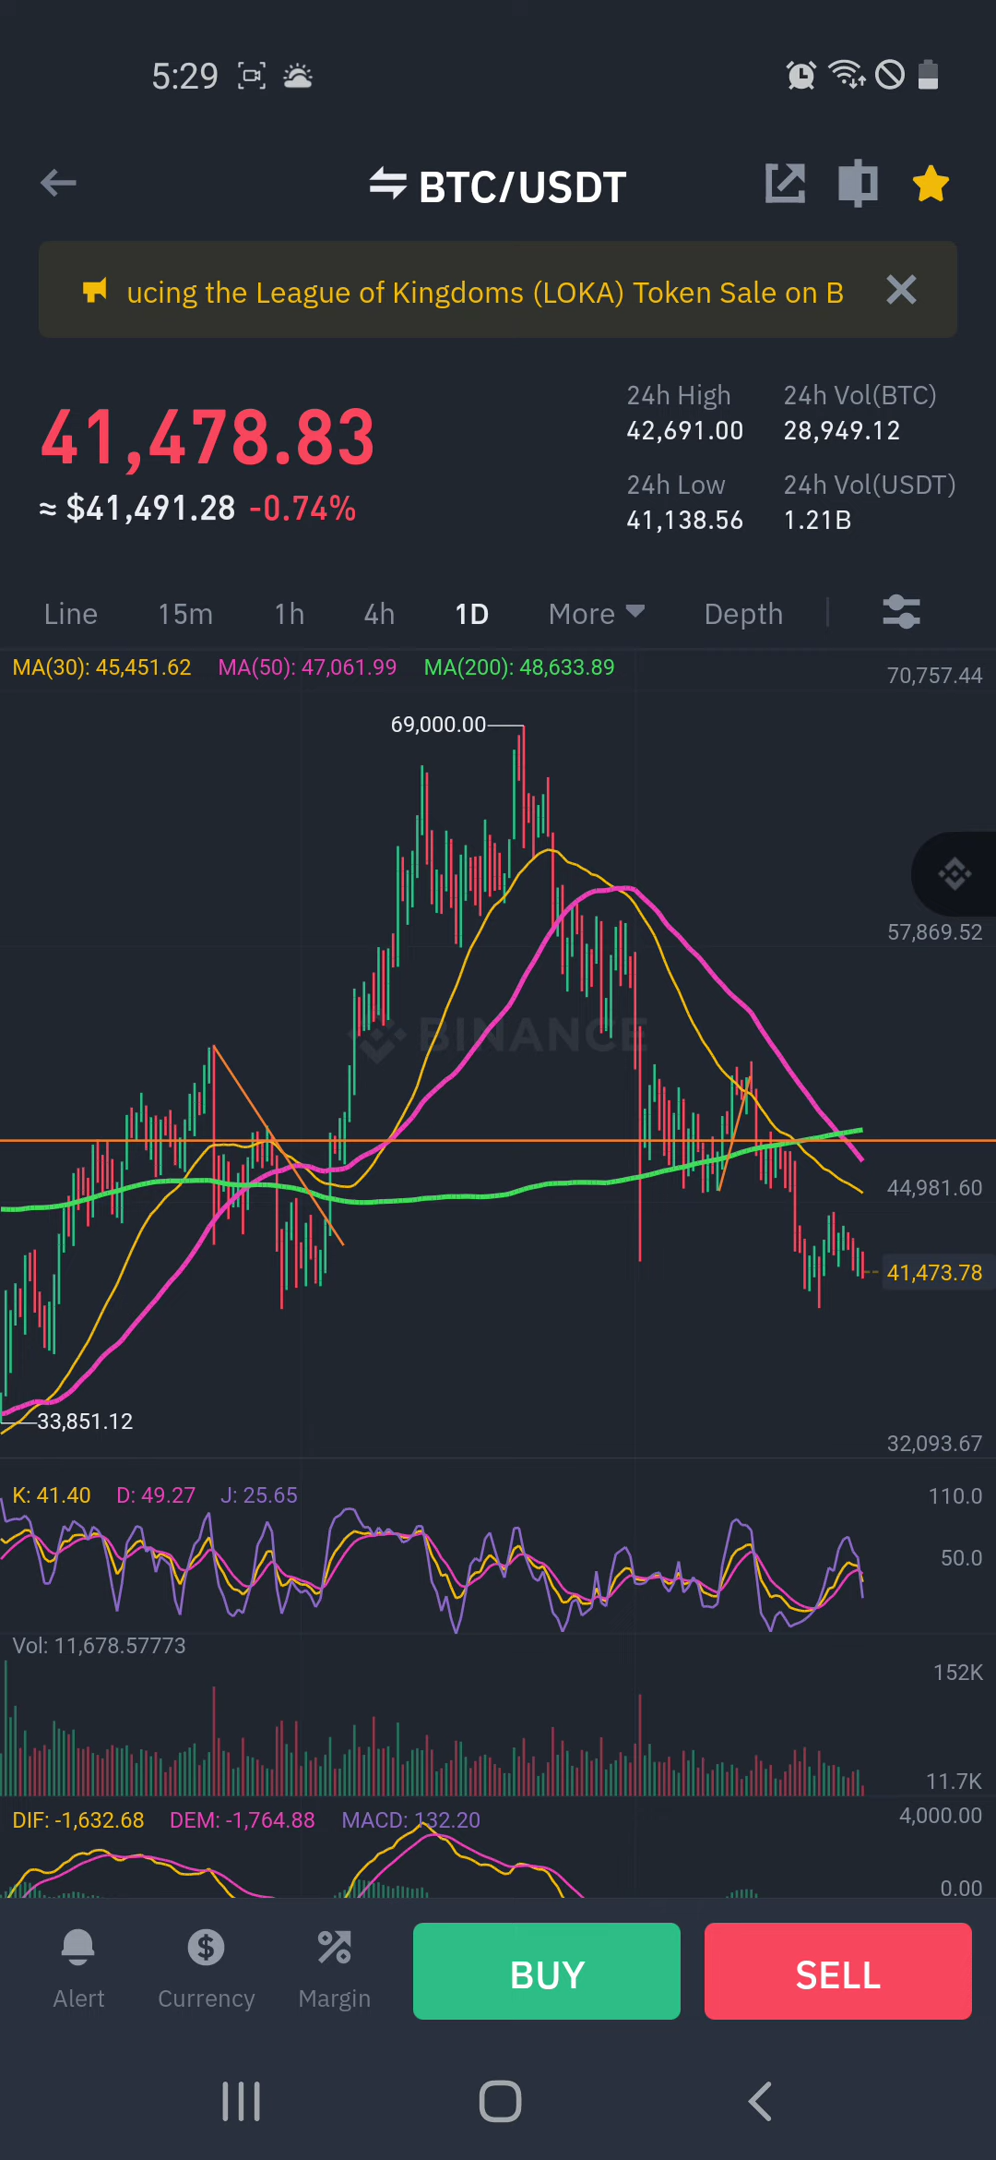 5:29
BTC/USDT
ucing the League of Kingdoms (LOKA) Token Sale on B
41,478.83
≈ $41,491.28 -0.74%
24h High 24h Vol(BTC)
42,691.00 28,949.12
24h Low 24h Vol(USDT)
41,138.56 1.21B
Line 15m 1h 4h 1D More Depth
MA(30): 45,451.62 MA(50): 47,061.99 MA(200): 48,633.89
70,757.44
69,000.00
57,869.52
BINANCE
44,981.60
41,473.78
33,851.12
32,093.67
K: 41.40 D: 49.27 J: 25.65
110.0
50.0
Vol: 11,678.57773
152K
11.7K
DIF: -1,632.68 DEM: -1,764.88 MACD: 132.20
4,000.00
0.00
BUY SELL
Alert Currency Margin